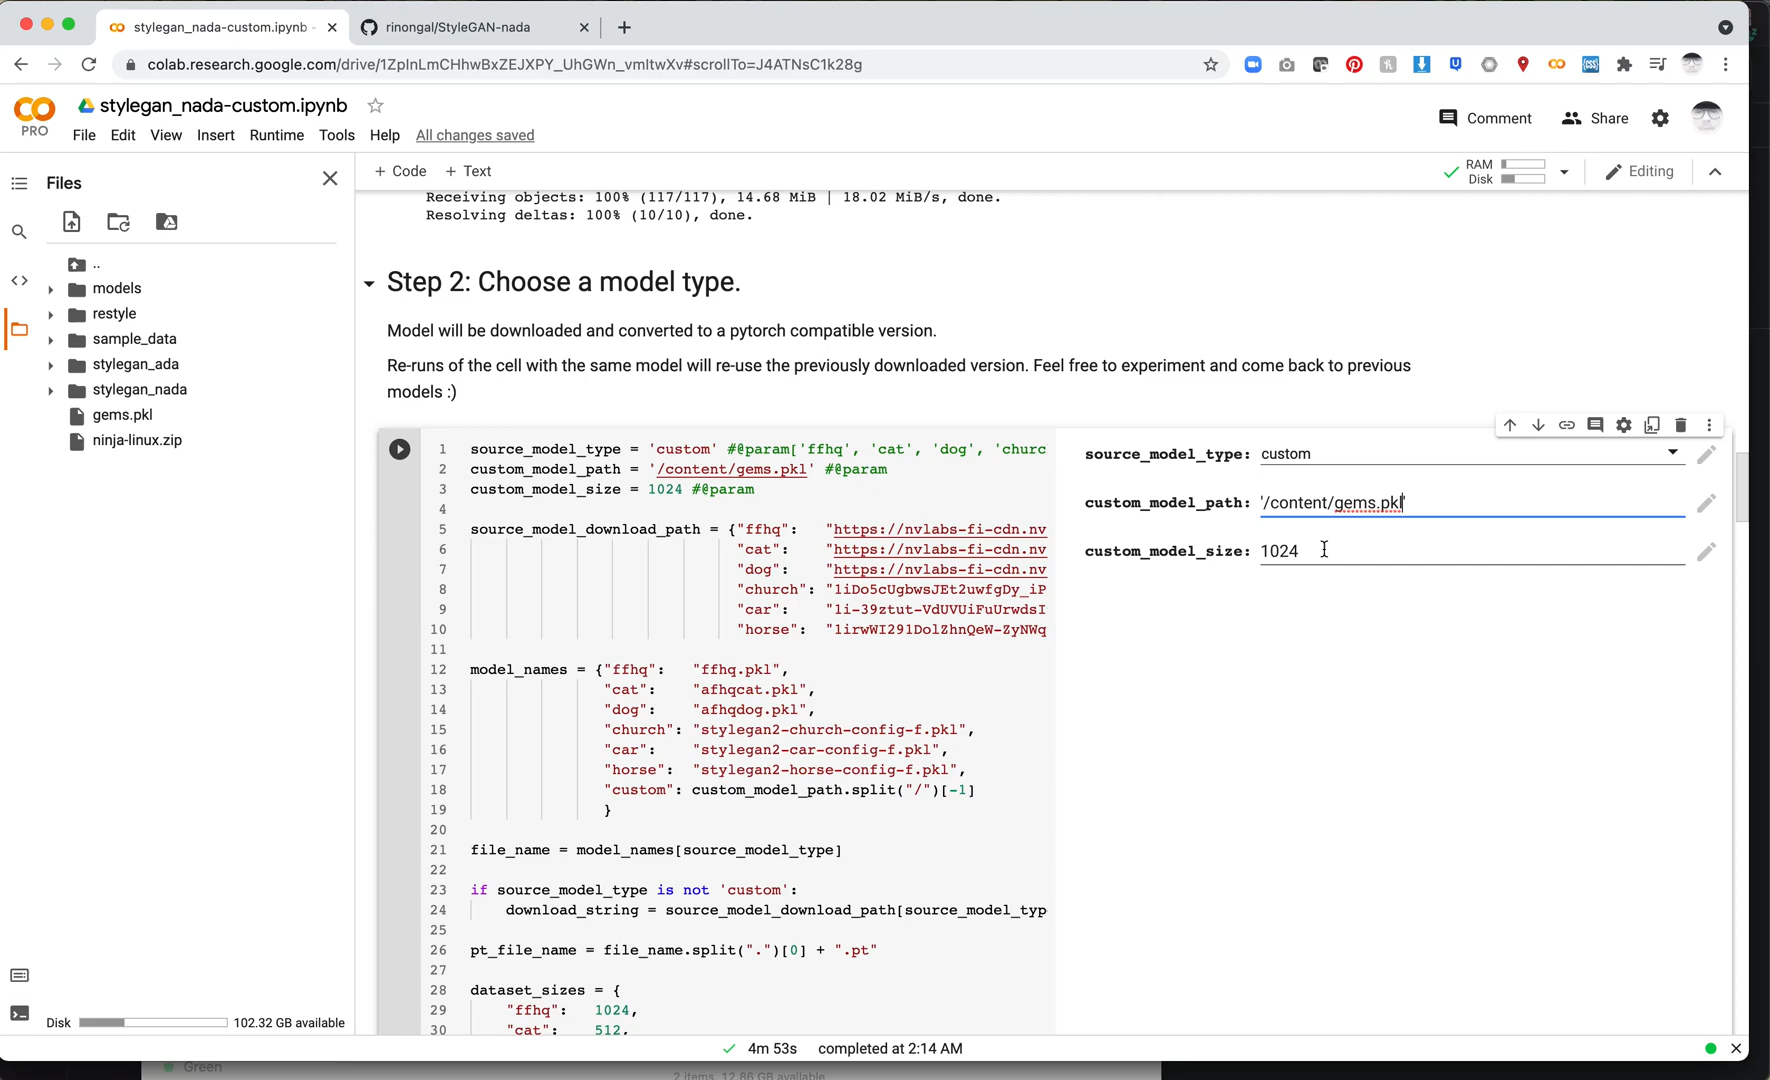 stylegan_nada-custom.ipynb -
rinongal/StyleGAN-nada
colab.research.google.com/drive/1ZpInLmCHhwBxZEJXPY_UhGWn_vmltwXv#scrollTo=J4ATNsC1k28g
PRO
stylegan_nada-custom.ipynb
File Edit View Insert Runtime Tools Help All changes saved
Comment
Share
Files
+ Code + Text
RAM
Disk
Editing
..
models
restyle
sample_data
stylegan_ada
stylegan_nada
gems.pkl
ninja-linux.zip
Disk 102.32 GB available
Receiving objects: 100% (117/117), 14.68 MiB | 18.02 MiB/s, done.
Resolving deltas: 100% (10/10), done.
Step 2: Choose a model type.
Model will be downloaded and converted to a pytorch compatible version.
Re-runs of the cell with the same model will re-use the previously downloaded version. Feel free to experiment and come back to previous
models :)
1 source_model_type = 'custom' #@param['ffhq', 'cat', 'dog', 'churc
2 custom_model_path = '/content/gems.pkl' #@param
3 custom_model_size = 1024 #@param
4
5 source_model_download_path = {"ffhq": "https://nvlabs-fi-cdn.nv
6 "cat": "https://nvlabs-fi-cdn.nv
7 "dog": "https://nvlabs-fi-cdn.nv
8 "church": "1iDo5cUgbwsJEt2uwfgDy_iP
9 "car": "1i-39ztut-VdUVUiFuUrwdsI
10 "horse": "1irwWI291DolZhnQeW-ZyNWq
11
12 model_names = {"ffhq": "ffhq.pkl",
13 "cat": "afhqcat.pkl",
14 "dog": "afhqdog.pkl",
15 "church": "stylegan2-church-config-f.pkl",
16 "car": "stylegan2-car-config-f.pkl",
17 "horse": "stylegan2-horse-config-f.pkl",
18 "custom": custom_model_path.split("/")[-1]
19 }
20
21 file_name = model_names[source_model_type]
22
23 if source_model_type is not 'custom':
24 download_string = source_model_download_path[source_model_typ
25
26 pt_file_name = file_name.split(".")[0] + ".pt"
27
28 dataset_sizes = {
29 "ffhq": 1024,
30 "cat": 512,
source_model_type: custom
custom_model_path: '/content/gems.pkl'
custom_model_size: 1024
4m 53s completed at 2:14 AM
Green
2 items, 12.86 GB available